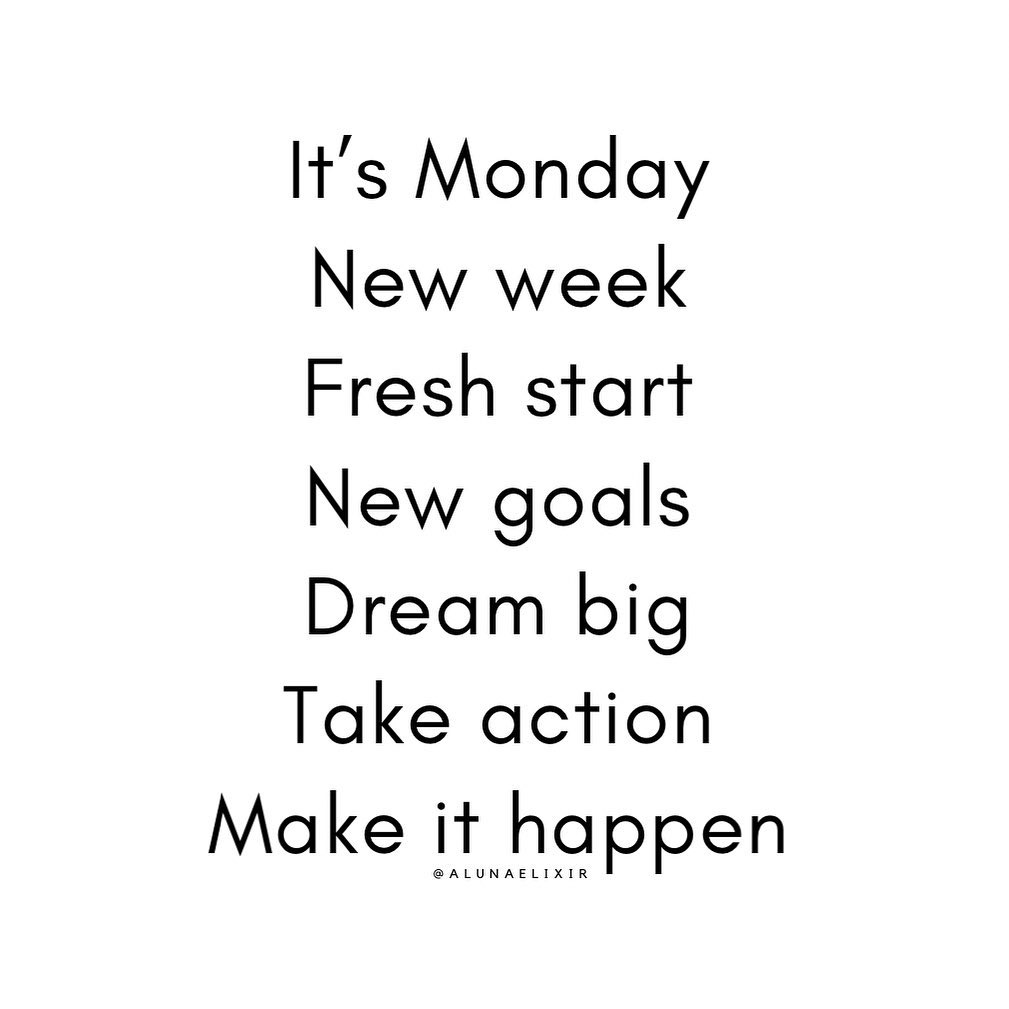 It’s Monday
New week
Fresh start
New goals
Dream big
Take action
Make it happen
@ALUNAELIXIR